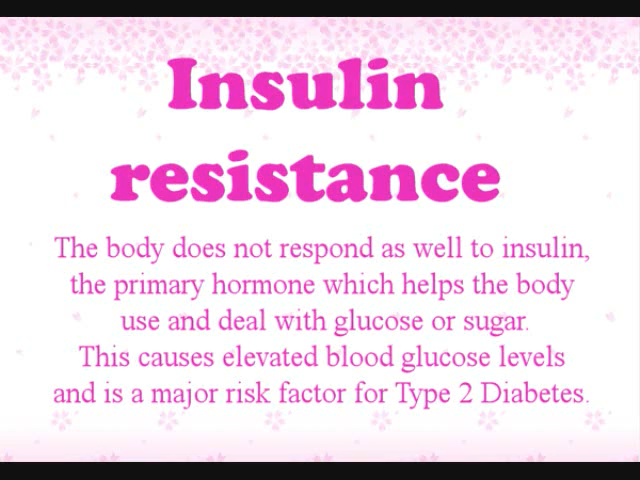 Insulin
resistance
The body does not respond as well to insulin,
the primary hormone which helps the body
use and deal with glucose or sugar.
This causes elevated blood glucose levels
and is a major risk factor for Type 2 Diabetes.